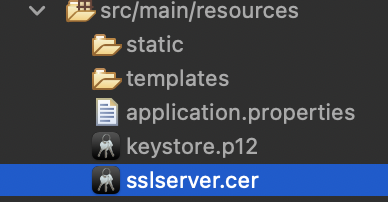 src/main/resources
static
templates
application.properties
keystore.p12
sslserver.cer